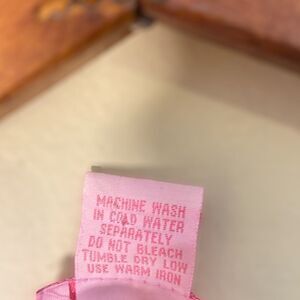 MACHINE WASH
IN COLD WATER
SEPARATELY
DO NOT BLEACH
TUMBLE DRY LOW
USE WARM IRON